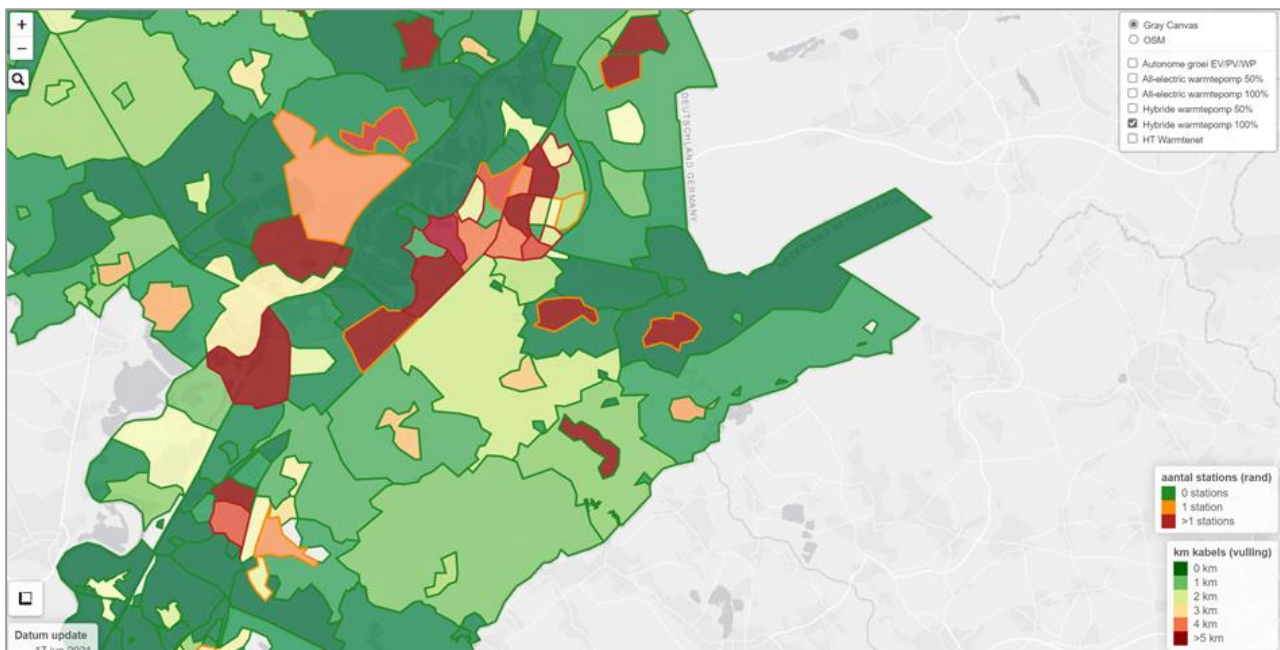 +
−
Gray Canvas
OSM
Autonome groei EV/PV/WP
All-electric warmtepomp 50%
All-electric warmtepomp 100%
Hybride warmtepomp 50%
Hybride warmtepomp 100%
HT Warmtenet
DEUTSCHLAND GERMANY
aantal stations (rand)
0 stations
1 station
>1 stations
km kabels (vulling)
0 km
1 km
2 km
3 km
4 km
>5 km
Datum update